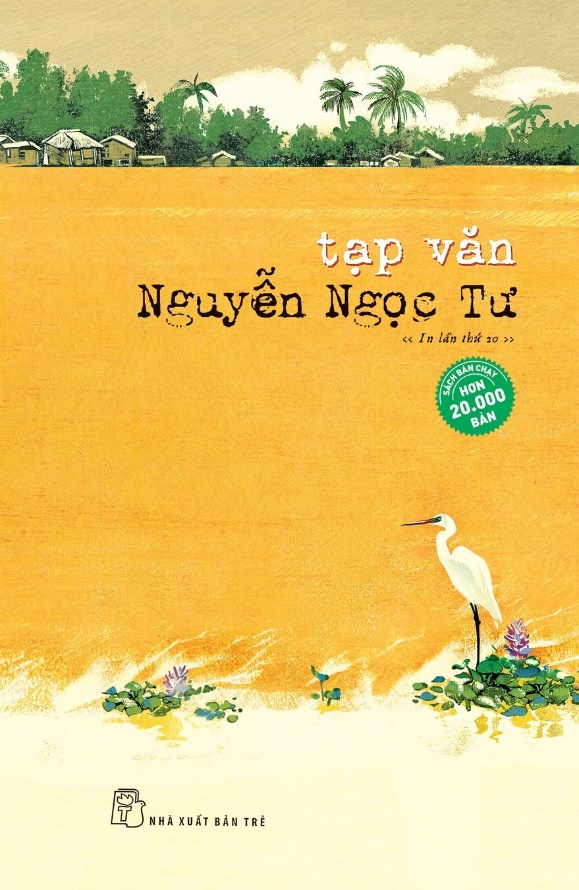 tạp văn
Nguyễn Ngọc Tư
‹‹ In lần thứ 20 ››
SÁCH BÁN CHẠY
HƠN
20.000
BẢN
T
NHÀ XUẤT BẢN TRẺ